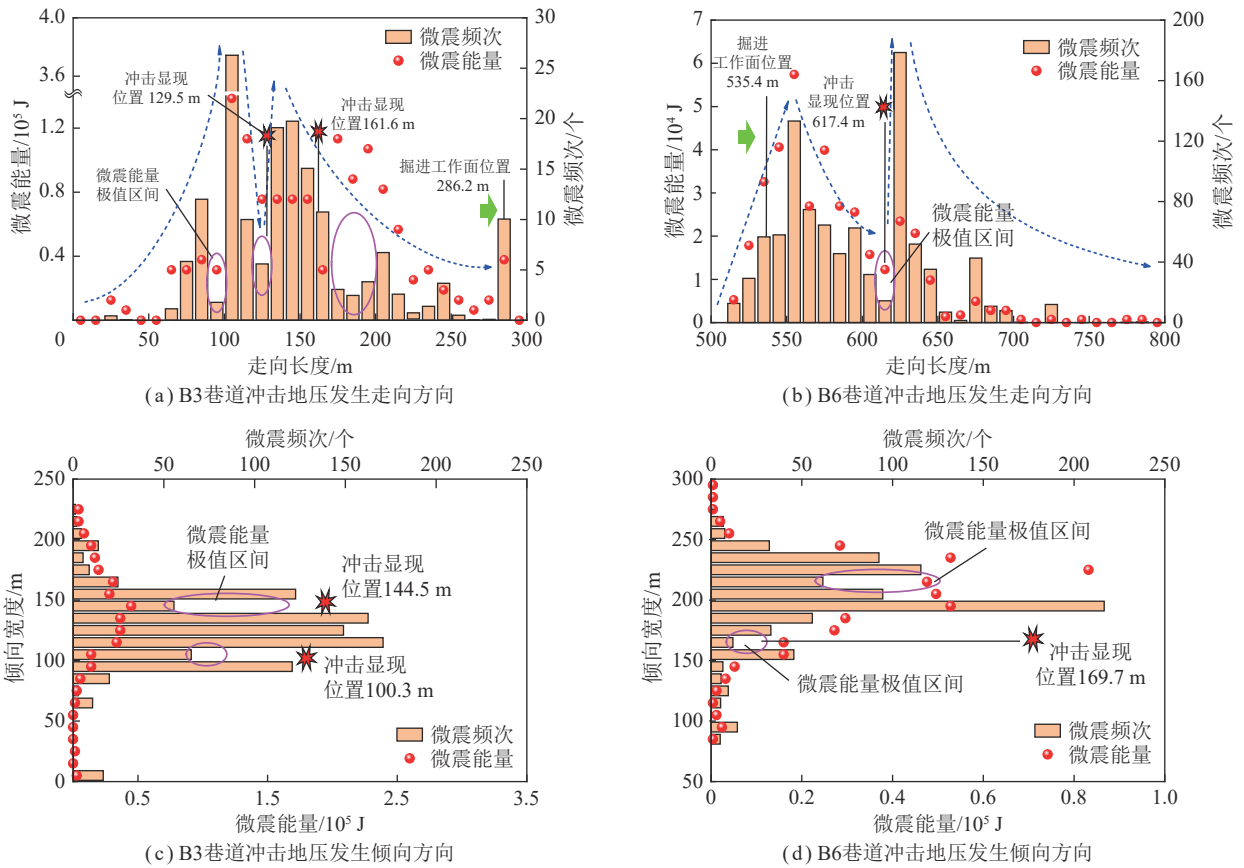 (a)
4.0
3.6
1.2
0.8
0.4
微震能量/10⁵ J
30
25
20
15
10
5
0
微震频次/个
微震频次
微震能量
冲击显现
位置 129.5 m
冲击显现
位置161.6 m
微震能量
极值区间
掘进工作面位置
286.2 m
0
50
100
150
200
250
300
走向长度/m
(a) B3巷道冲击地压发生走向方向
7
6
5
4
3
2
1
0
微震能量/10⁴ J
200
160
120
80
40
0
微震频次/个
微震频次
微震能量
掘进
工作面位置
535.4 m
冲击
显现位置
617.4 m
微震能量
极值区间
500
550
600
650
700
750
800
走向长度/m
(b) B6巷道冲击地压发生走向方向
微震频次/个
0
50
100
150
200
250
250
200
150
100
50
0
倾向宽度/m
微震能量
极值区间
冲击显现
位置144.5 m
冲击显现
位置100.3 m
微震频次
微震能量
0.5
1.5
2.5
3.5
微震能量/10⁵ J
(c) B3巷道冲击地压发生倾向方向
微震频次/个
0
50
100
150
200
250
300
250
200
150
100
50
倾向宽度/m
微震能量极值区间
冲击显现
位置169.7 m
微震能量极值区间
微震频次
微震能量
0
0.2
0.4
0.6
0.8
1.0
微震能量/10⁵ J
(d) B6巷道冲击地压发生倾向方向